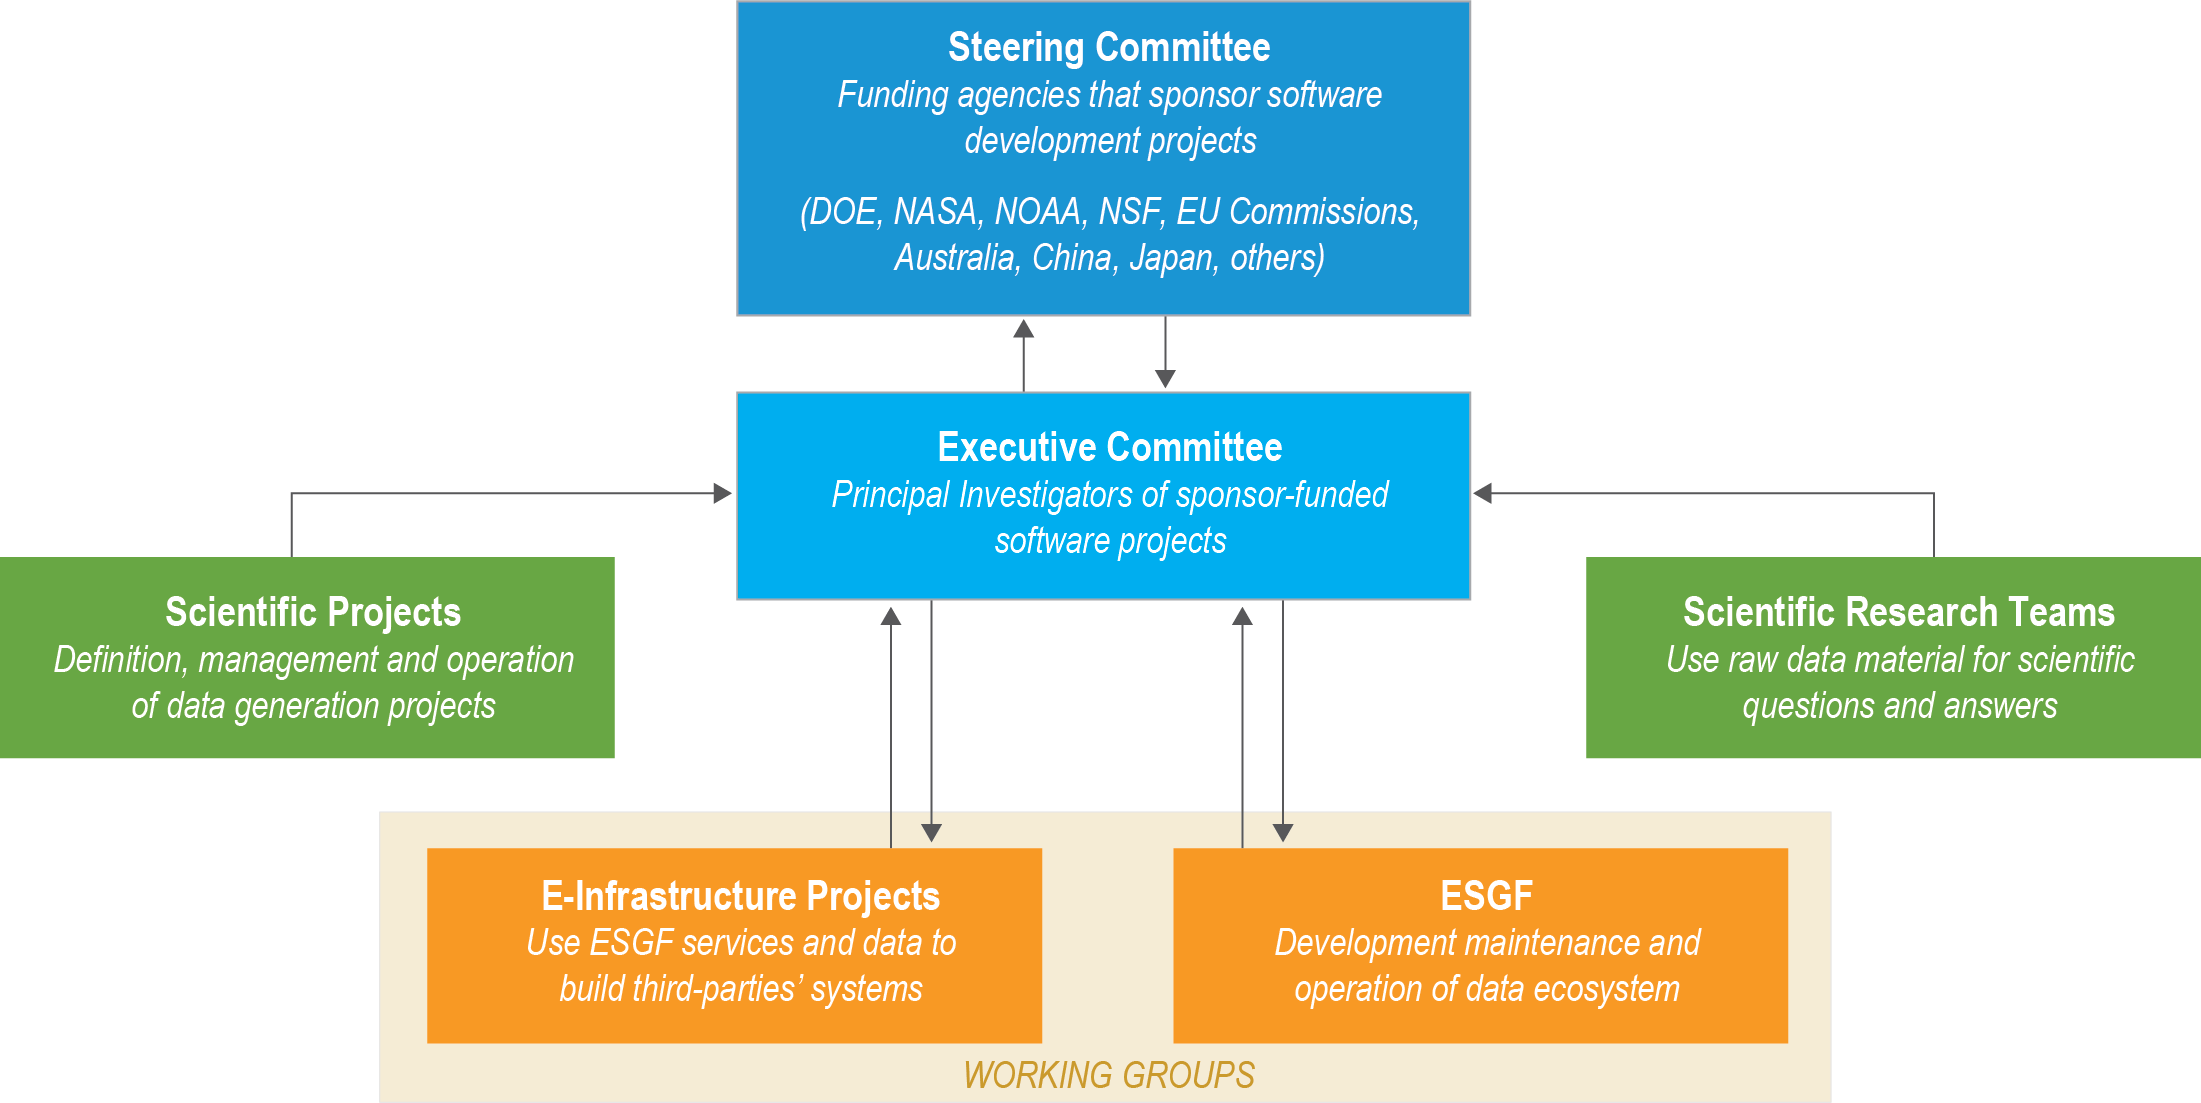 Steering Committee
Funding agencies that sponsor software
development projects
(DOE, NASA, NOAA, NSF, EU Commissions,
Australia, China, Japan, others)
Executive Committee
Principal Investigators of sponsor-funded
software projects
Scientific Projects
Definition, management and operation
of data generation projects
Scientific Research Teams
Use raw data material for scientific
questions and answers
E-Infrastructure Projects
Use ESGF services and data to
build third-parties’ systems
ESGF
Development maintenance and
operation of data ecosystem
WORKING GROUPS